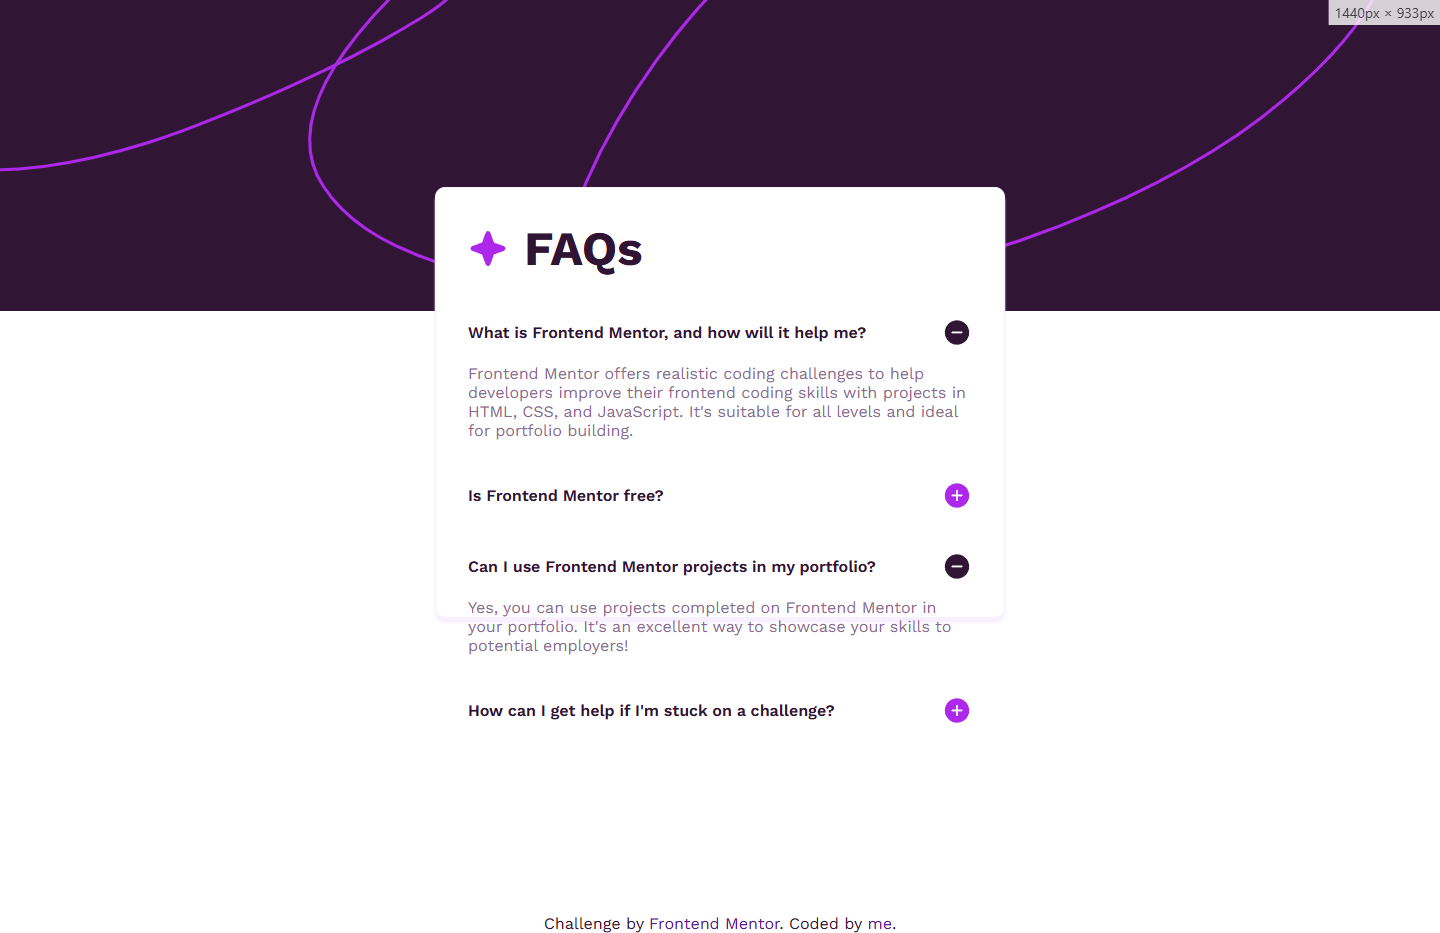 1440px × 933px
FAQs
What is Frontend Mentor, and how will it help me?
Frontend Mentor offers realistic coding challenges to help
developers improve their frontend coding skills with projects in
HTML, CSS, and JavaScript. It's suitable for all levels and ideal
for portfolio building.
Is Frontend Mentor free?
Can I use Frontend Mentor projects in my portfolio?
Yes, you can use projects completed on Frontend Mentor in
your portfolio. It's an excellent way to showcase your skills to
potential employers!
How can I get help if I'm stuck on a challenge?
Challenge by Frontend Mentor. Coded by me.